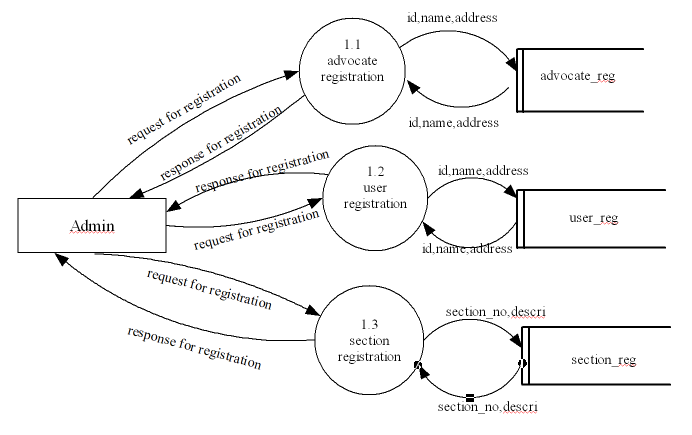 id,name,address
1.1
advocate
registration
advocate_reg
request for registration
response for registration
id,name,address
response for registration
1.2
user
registration
id,name,address
user_reg
Admin
request for registration
id,name,address
request for registration
1.3
section
registration
section_no,descri
section_reg
response for registration
section_no,descri